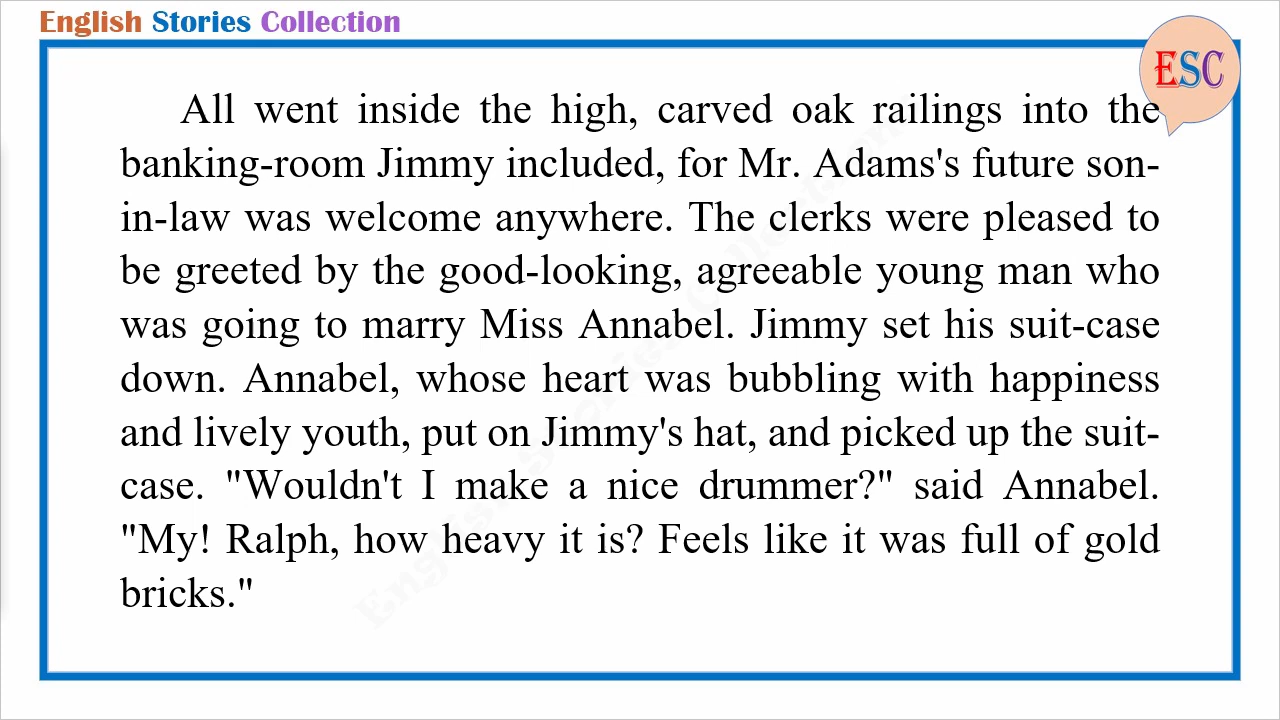 English Stories Collection
ESC
All went inside the high, carved oak railings into the
banking-room Jimmy included, for Mr. Adams's future son-
in-law was welcome anywhere. The clerks were pleased to
be greeted by the good-looking, agreeable young man who
was going to marry Miss Annabel. Jimmy set his suit-case
down. Annabel, whose heart was bubbling with happiness
and lively youth, put on Jimmy's hat, and picked up the suit-
case. "Wouldn't I make a nice drummer?" said Annabel.
"My! Ralph, how heavy it is? Feels like it was full of gold
bricks."
English Stories Collection